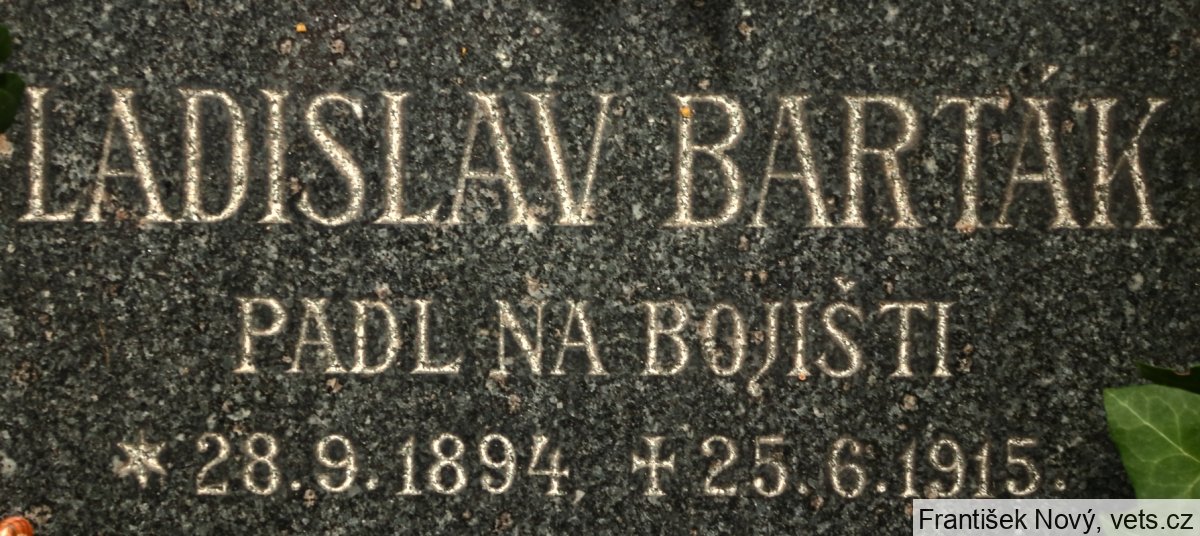 LADISLAV BARTÁK
PADL NA BOJIŠTI
* 28.9.1894 ✝ 25.6.1915.
František Nový, vets.cz